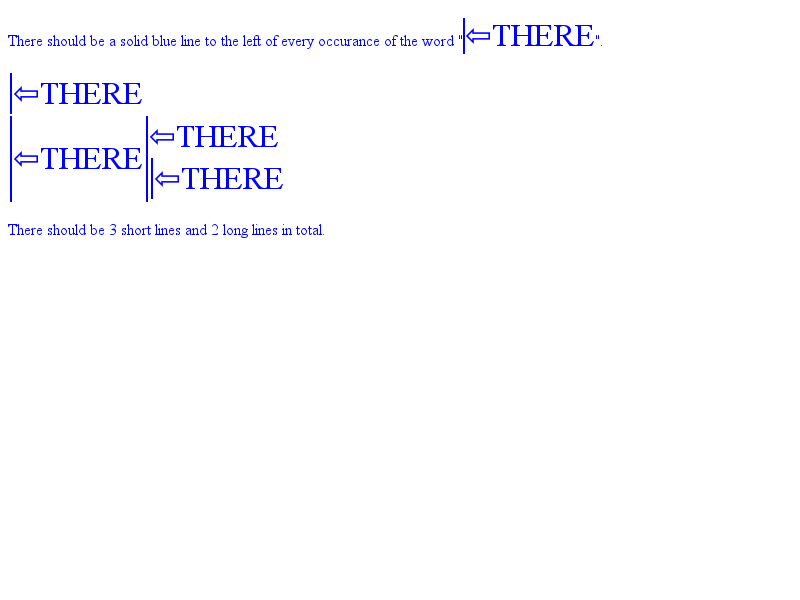 There should be a solid blue line to the left of every occurance of the word "⇦THERE".
⇦THERE
⇦THERE
⇦THERE
⇦THERE
There should be 3 short lines and 2 long lines in total.